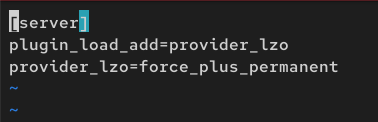 [server]
plugin_load_add=provider_lzo
provider_lzo=force_plus_permanent
~
~